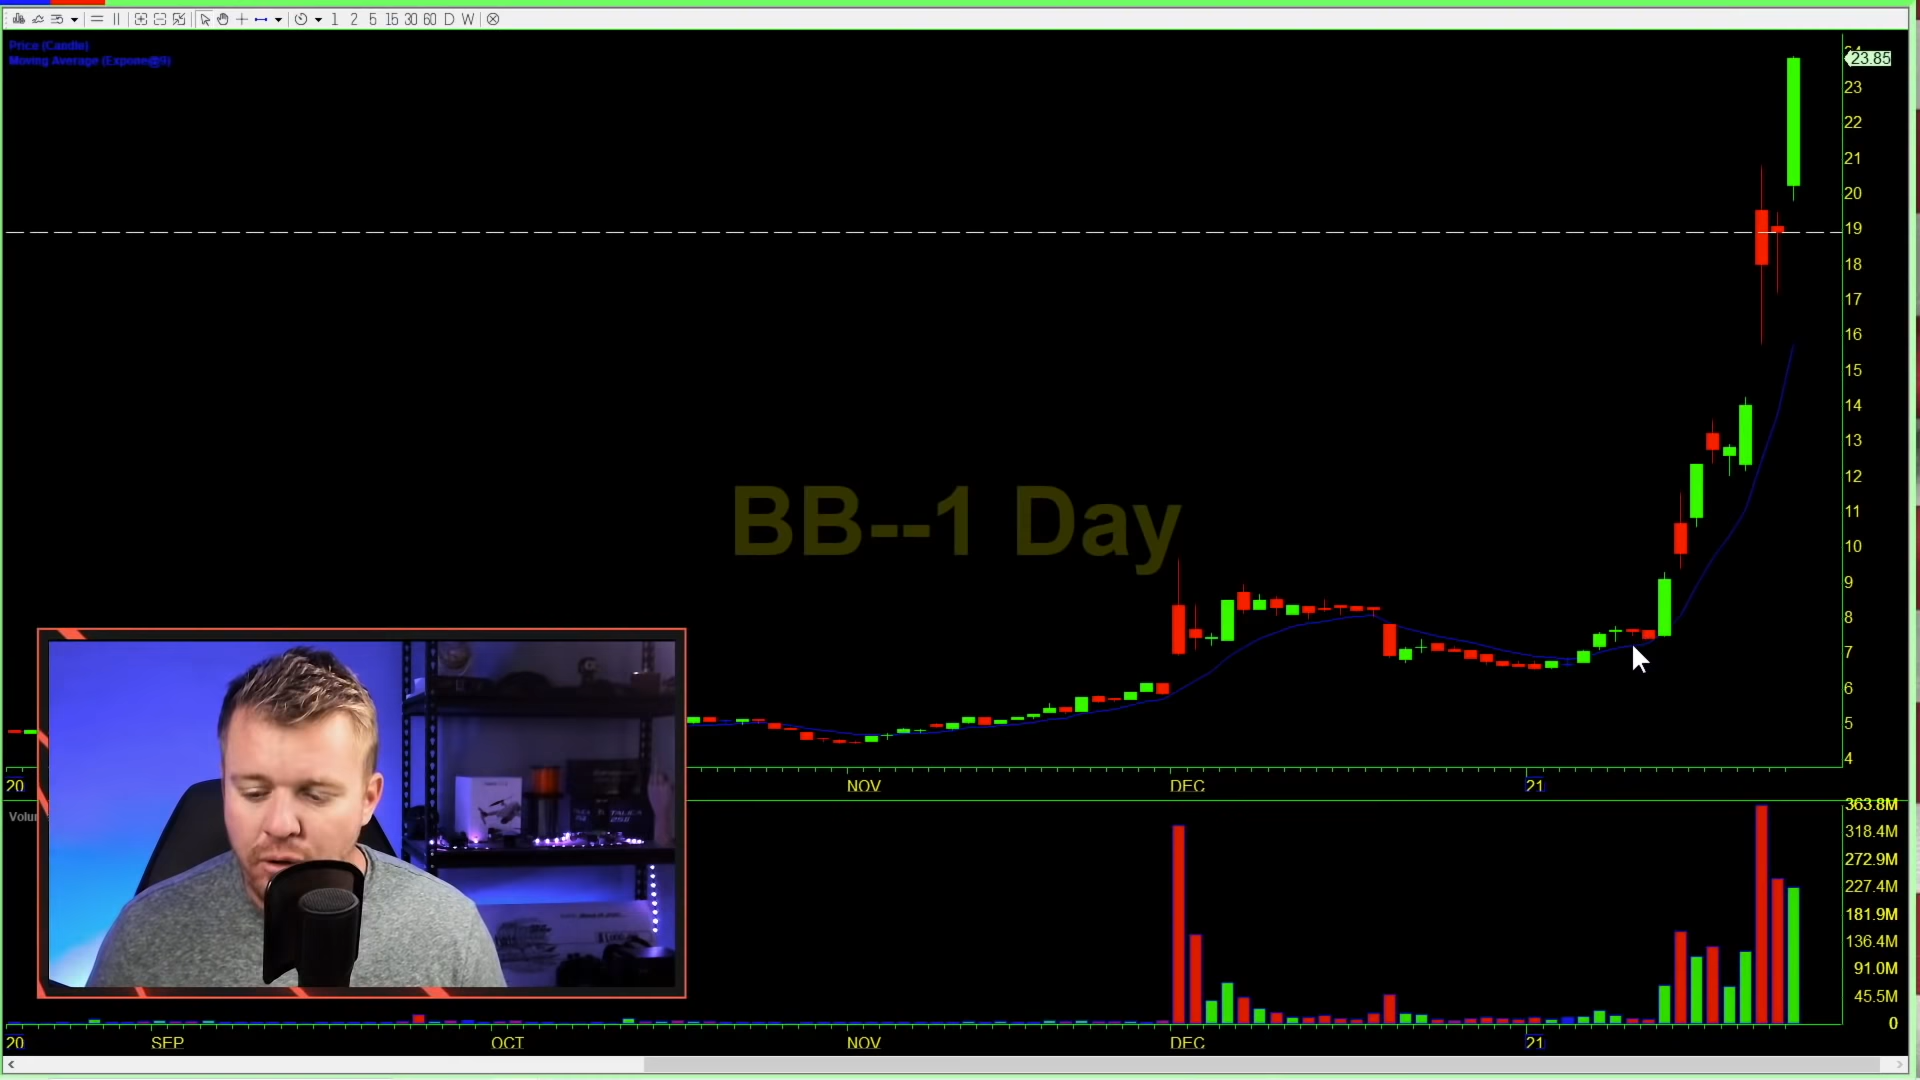 1 2 5 15 30 60 D W
Price (Candle)
Moving Average (Expone@9)
23.85
23
22
21
20
19
18
17
16
15
14
13
12
11
10
9
8
7
6
5
4
BB--1 Day
20 NOV DEC 21
Volum
363.8M
318.4M
272.9M
227.4M
181.9M
136.4M
91.0M
45.5M
0
20 SEP OCT NOV DEC 21